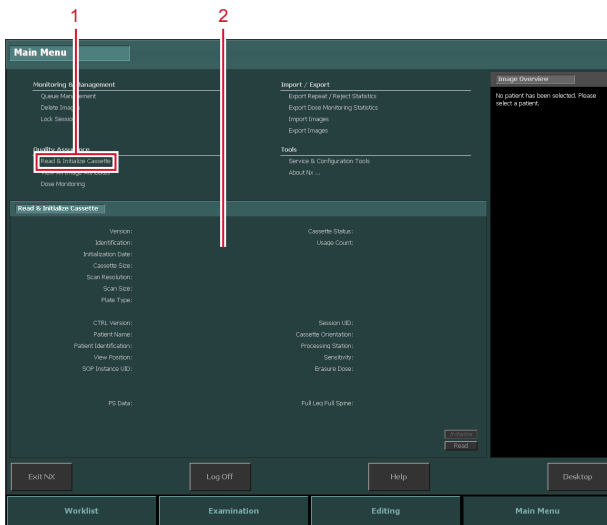 1 2
Main Menu
Monitoring & Management
Queue Management
Delete Images
Lock Session
Quality Assurance
Read & Initialize Cassette
View All Image Attributes
Dose Monitoring
Import / Export
Export Repeat / Reject Statistics
Export Dose Monitoring Statistics
Import Images
Export Images
Tools
Service & Configuration Tools
About Nx ...
Image Overview
No patient has been selected. Please
select a patient.
Read & Initialize Cassette
Version:
Identification:
Initialization Date:
Cassette Size:
Scan Resolution:
Scan Size:
Plate Type:
Cassette Status:
Usage Count:
CTRL Version:
Patient Name:
Patient Identification:
View Position:
SOP Instance UID:
Session UID:
Cassette Orientation:
Processing Station:
Sensitivity:
Erasure Dose:
PS Data:
Full Leg Full Spine:
Initialize
Read
Exit NX
Log Off
Help
Desktop
Worklist
Examination
Editing
Main Menu